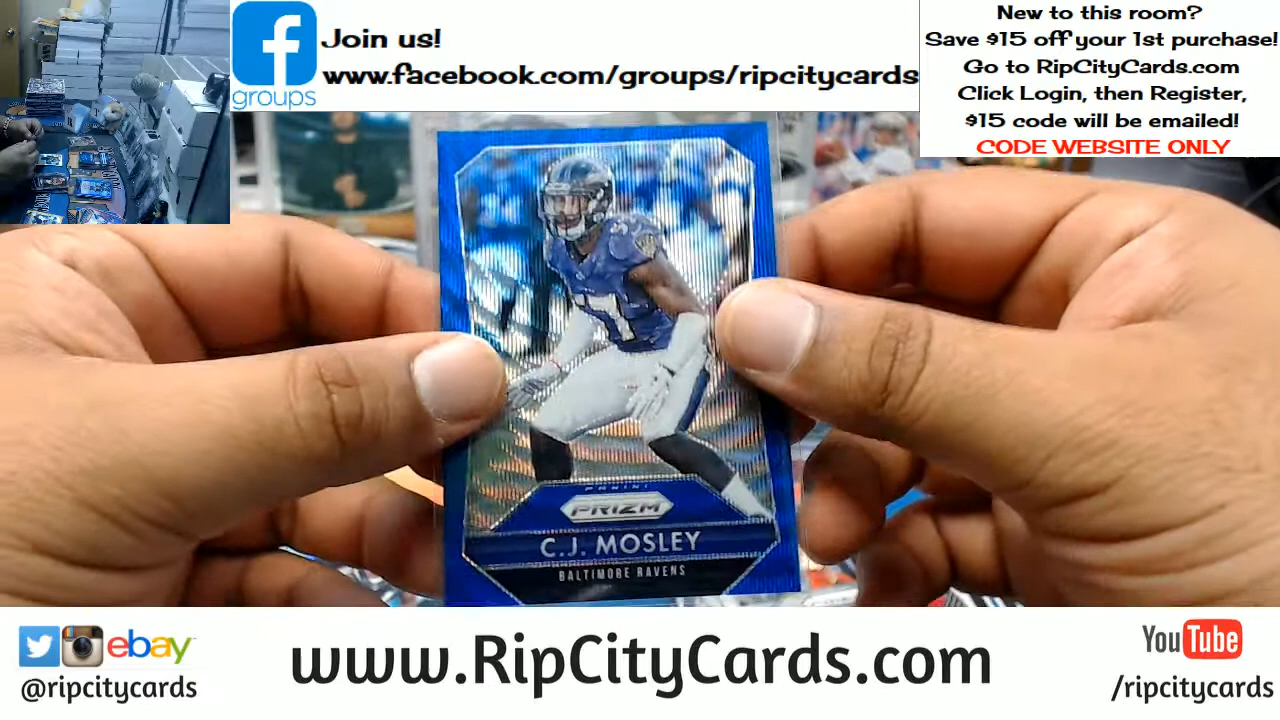 Join us!
www.facebook.com/groups/ripcitycards
groups
New to this room?
Save $15 off your 1st purchase!
Go to RipCityCards.com
Click Login, then Register,
$15 code will be emailed!
CODE WEBSITE ONLY
PANINI
PRIZM
C.J. MOSLEY
BALTIMORE RAVENS
ebay
@ripcitycards
www.RipCityCards.com
YouTube
/ripcitycards